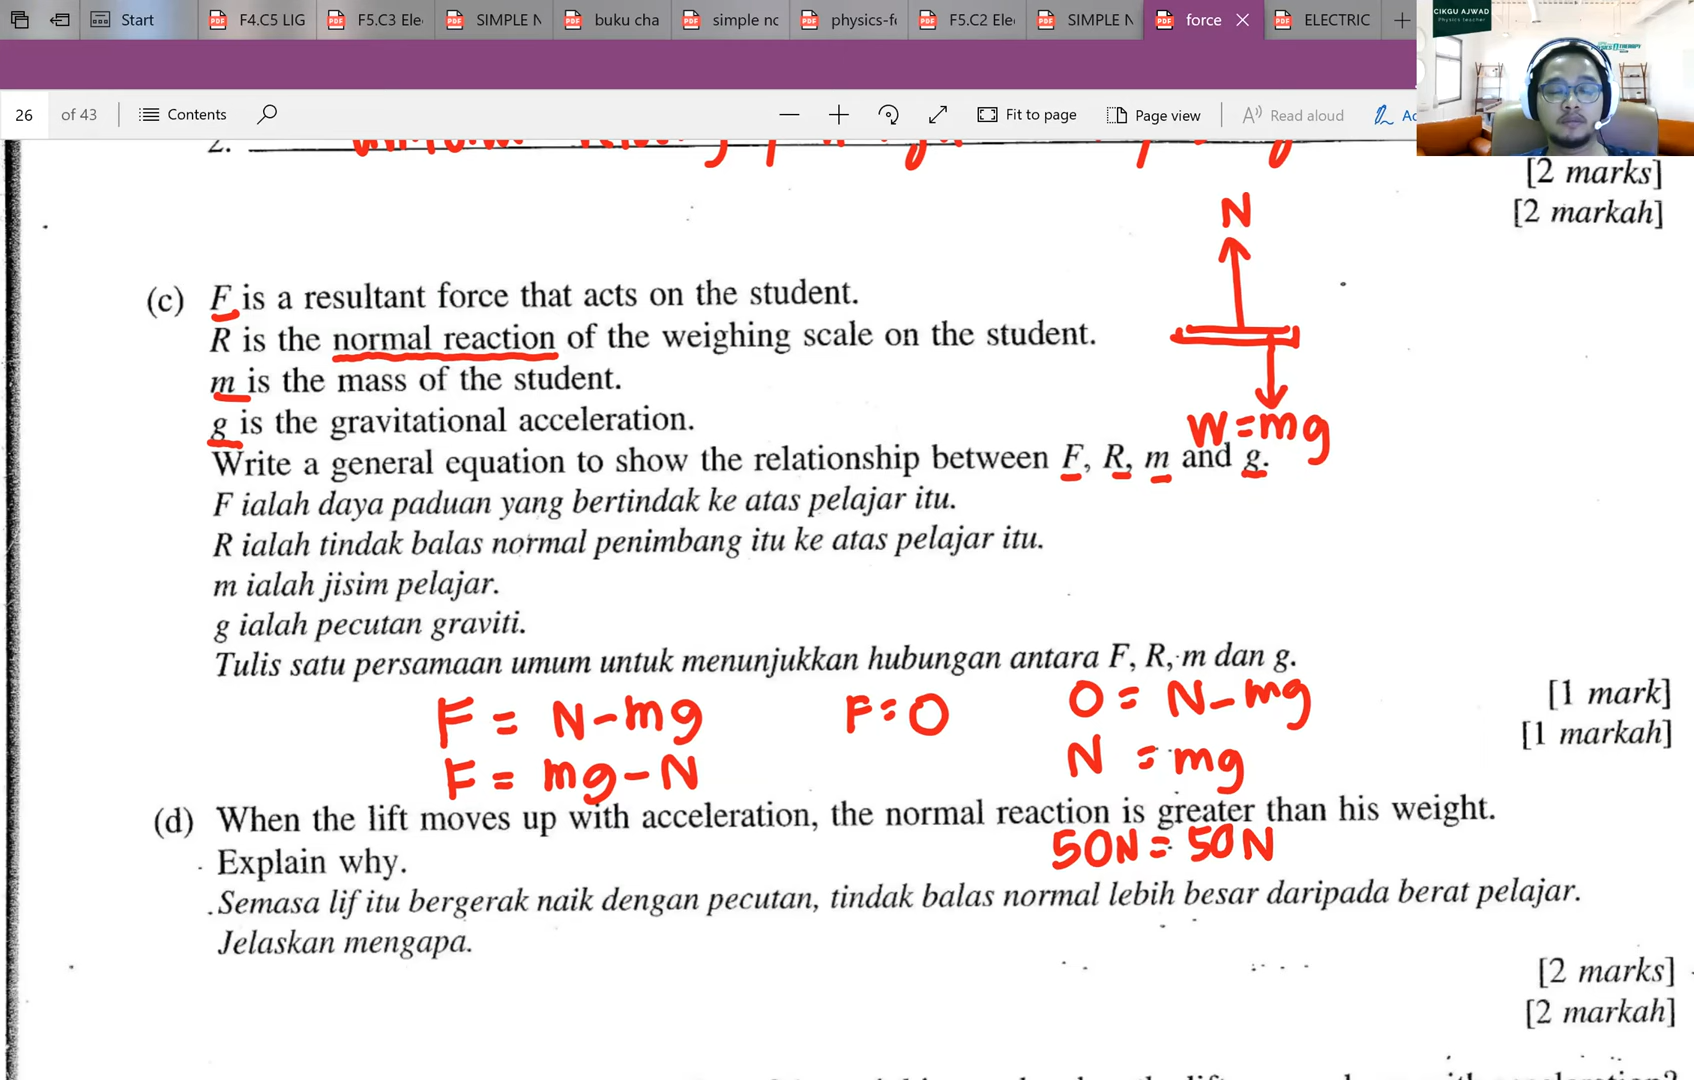 Start
F4.C5 LIG
F5.C3 Ele
SIMPLE N
buku cha
simple nc
physics-fe
F5.C2 Ele
SIMPLE N
force
ELECTRIC
CIKGU AJWAD
Physics teacher
26 of 43
Contents
Fit to page
Page view
Read aloud
2.
[2 marks]
[2 markah]
N
(c) F is a resultant force that acts on the student.
R is the normal reaction of the weighing scale on the student.
m is the mass of the student.
g is the gravitational acceleration.
W=mg
Write a general equation to show the relationship between F, R, m and g.
F ialah daya paduan yang bertindak ke atas pelajar itu.
R ialah tindak balas normal penimbang itu ke atas pelajar itu.
m ialah jisim pelajar.
g ialah pecutan graviti.
Tulis satu persamaan umum untuk menunjukkan hubungan antara F, R, m dan g.
[1 mark]
[1 markah]
F = N-mg
F=0
0 = N-mg
F = mg-N
N = mg
(d) When the lift moves up with acceleration, the normal reaction is greater than his weight.
50N = 50N
Explain why.
Semasa lif itu bergerak naik dengan pecutan, tindak balas normal lebih besar daripada berat pelajar.
Jelaskan mengapa.
[2 marks]
[2 markah]